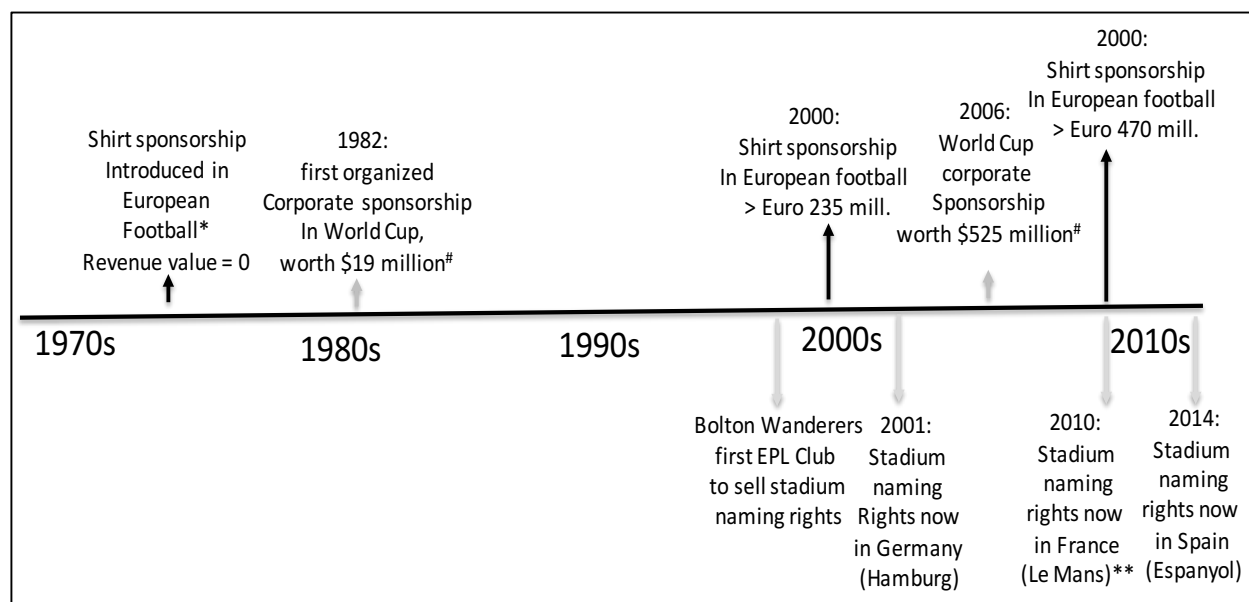 Shirt sponsorship
Introduced in
European
Football*
Revenue value = 0
1982:
first organized
Corporate sponsorship
In World Cup,
worth $19 million#
2000:
Shirt sponsorship
In European football
> Euro 235 mill.
2006:
World Cup
corporate
Sponsorship
worth $525 million#
2000:
Shirt sponsorship
In European football
> Euro 470 mill.
1970s
1980s
1990s
2000s
2010s
Bolton Wanderers
first EPL Club
to sell stadium
naming rights
2001:
Stadium
naming
Rights now
in Germany
(Hamburg)
2010:
Stadium
naming
rights now
in France
(Le Mans)**
2014:
Stadium
naming
rights now
in Spain
(Espanyol)